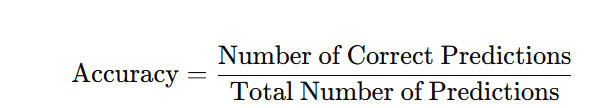 Accuracy = Number of Correct Predictions
Total Number of Predictions